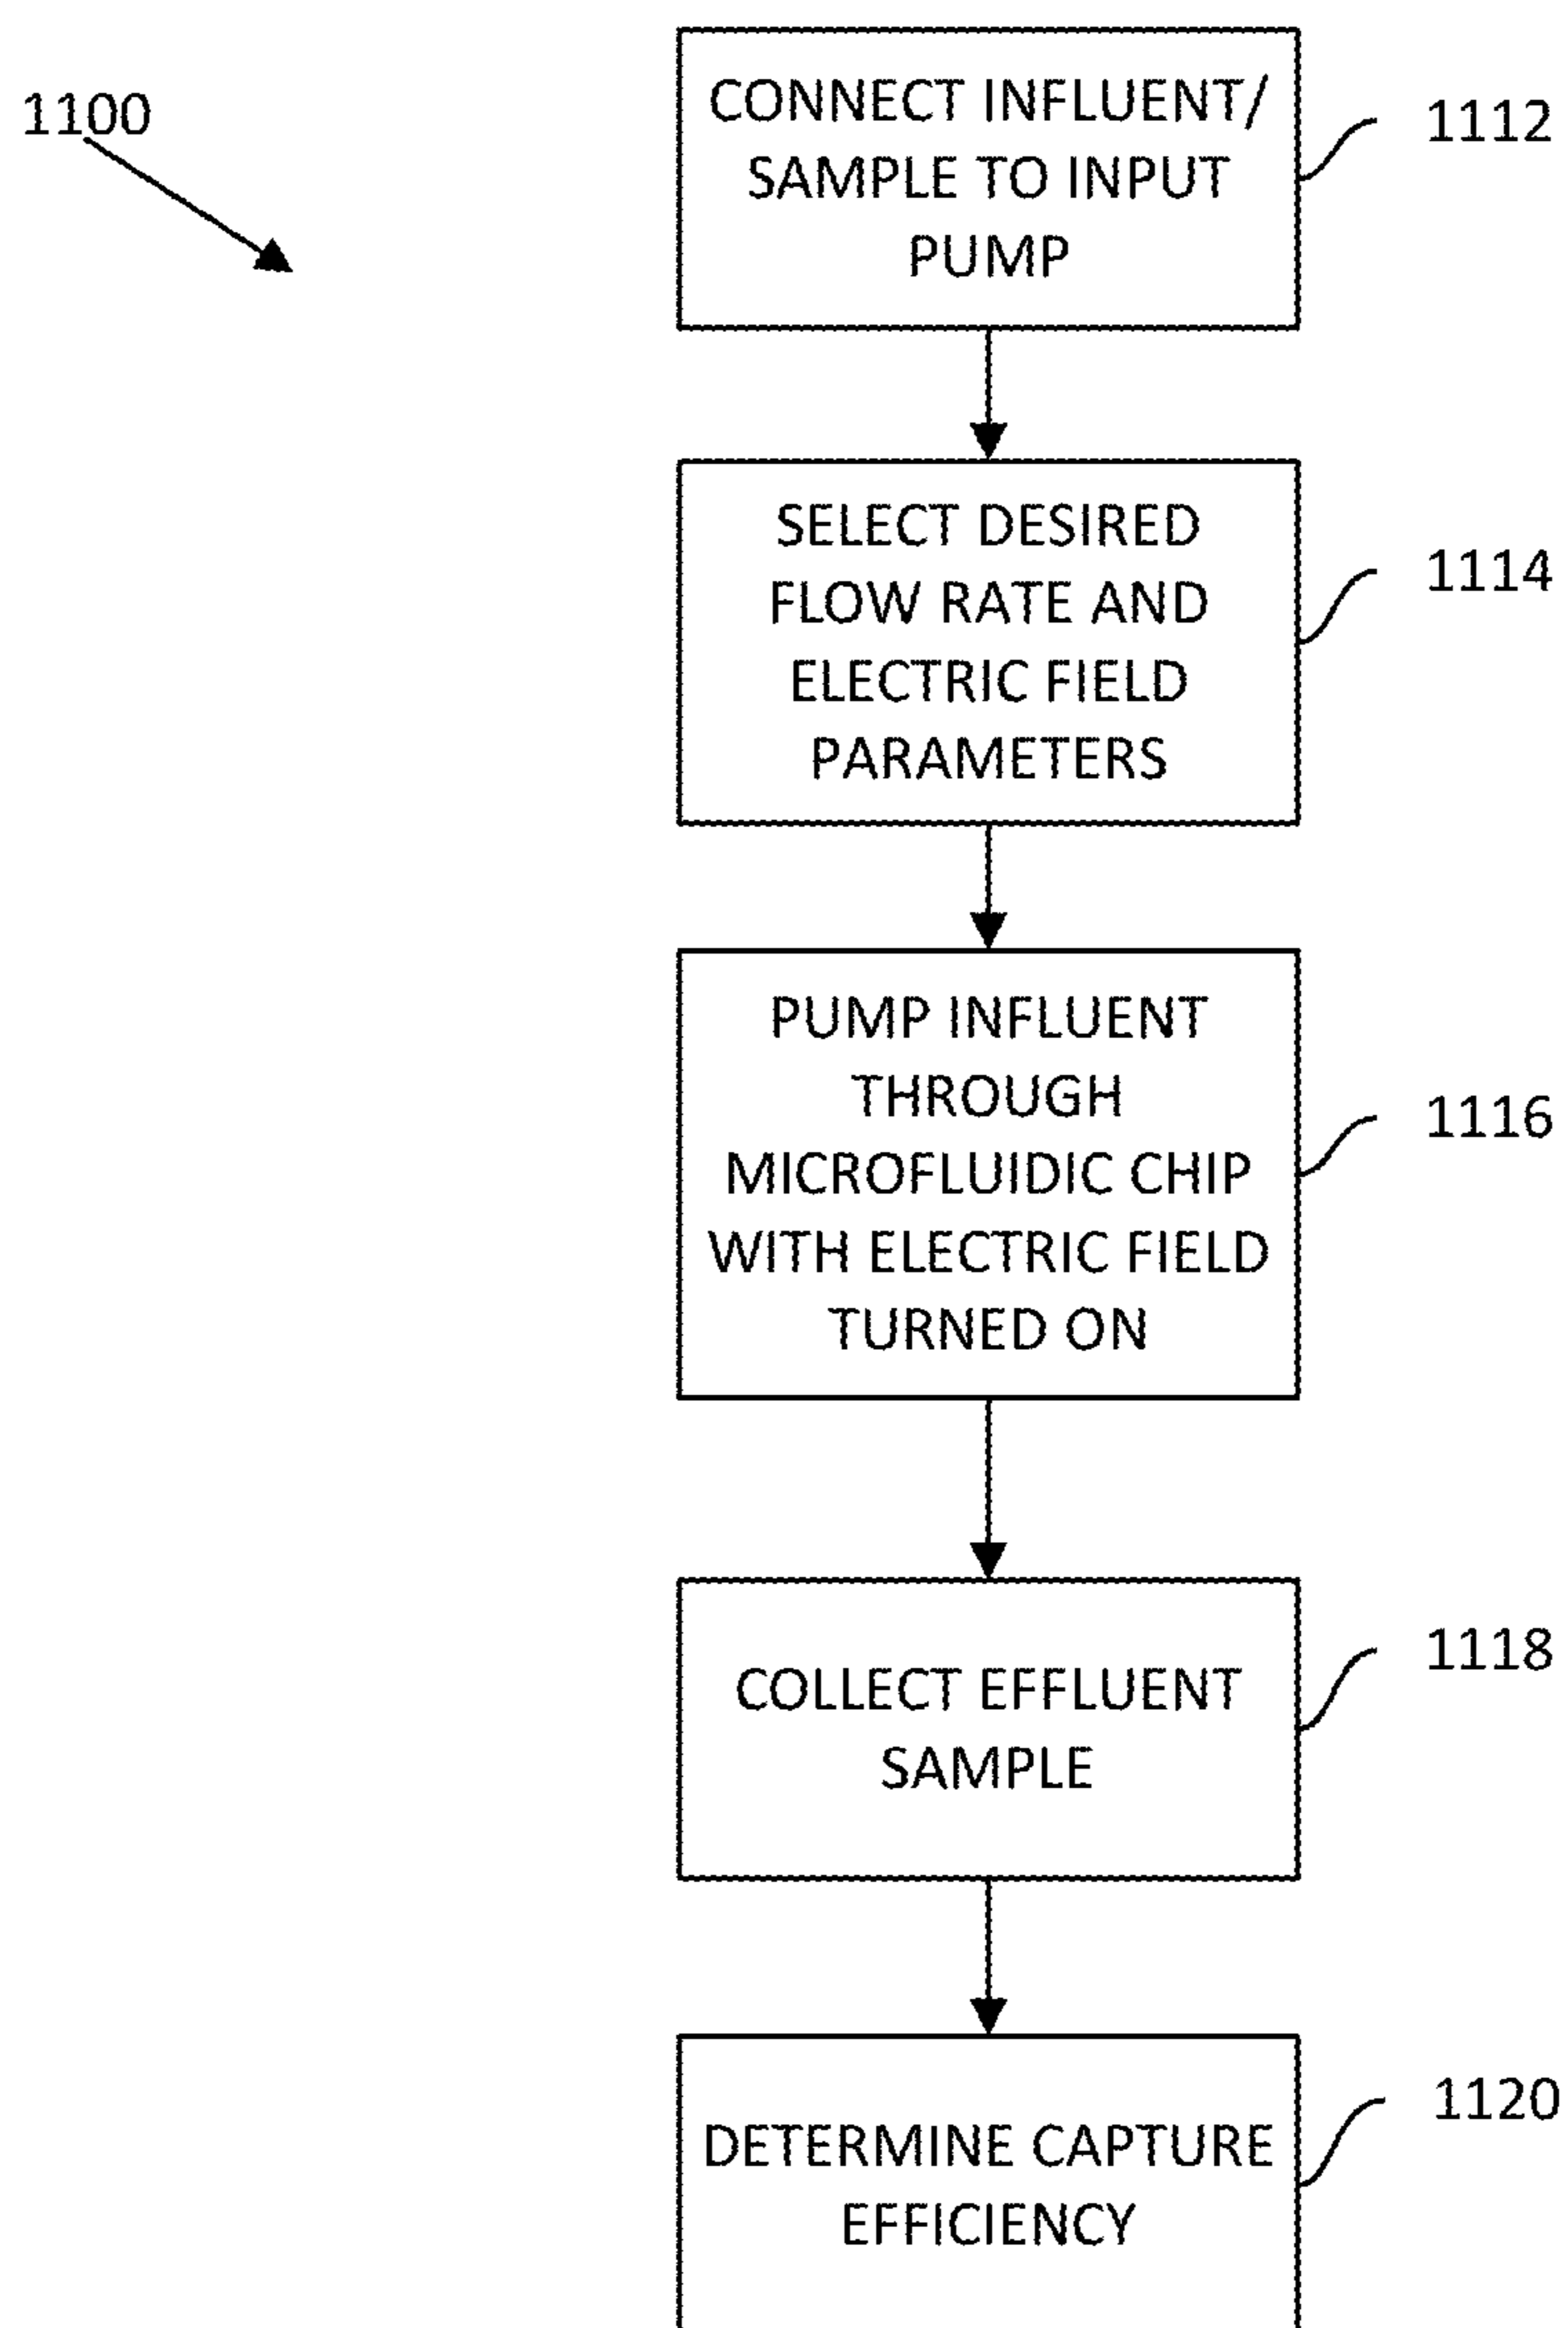 1100
CONNECT INFLUENT/
SAMPLE TO INPUT
PUMP
1112
SELECT DESIRED
FLOW RATE AND
ELECTRIC FIELD
PARAMETERS
1114
PUMP INFLUENT
THROUGH
MICROFLUIDIC CHIP
WITH ELECTRIC FIELD
TURNED ON
1116
COLLECT EFFLUENT
SAMPLE
1118
DETERMINE CAPTURE
EFFICIENCY
1120